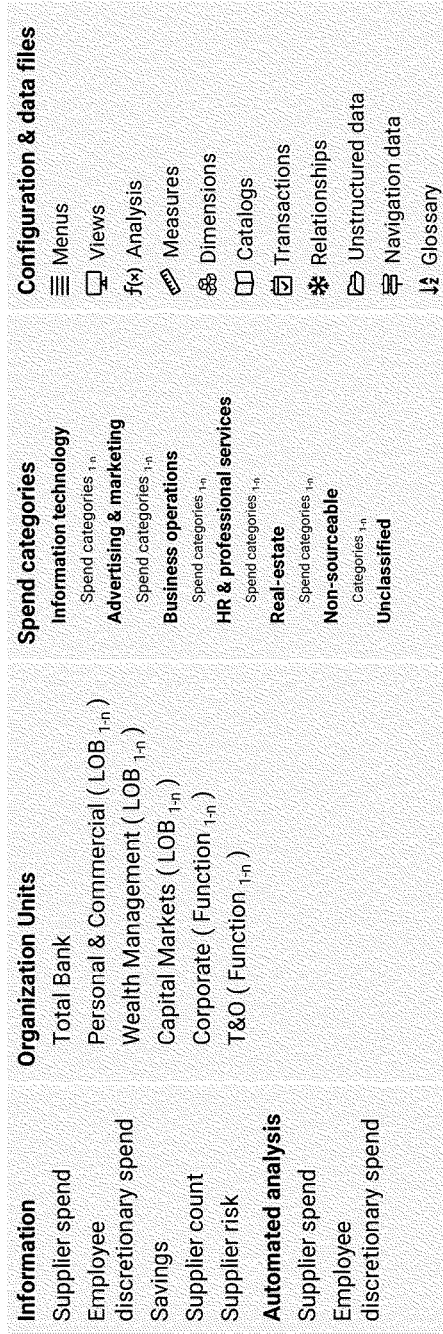 Information
Supplier spend
Employee
discretionary spend
Savings
Supplier count
Supplier risk
Automated analysis
Supplier spend
Employee
discretionary spend
Organization Units
Total Bank
Personal & Commercial ( LOB 1-n )
Wealth Management ( LOB 1-n )
Capital Markets ( LOB 1-n )
Corporate ( Function 1-n )
T&O ( Function 1-n )
Spend categories
Information technology
Spend categories 1-n
Advertising & marketing
Spend categories 1-n
Business operations
Spend categories 1-n
HR & professional services
Spend categories 1-n
Real-estate
Spend categories 1-n
Non-sourceable
Categories 1-n
Unclassified
Configuration & data files
Menus
Views
f(x) Analysis
Measures
Dimensions
Catalogs
Transactions
Relationships
Unstructured data
Navigation data
AZ Glossary